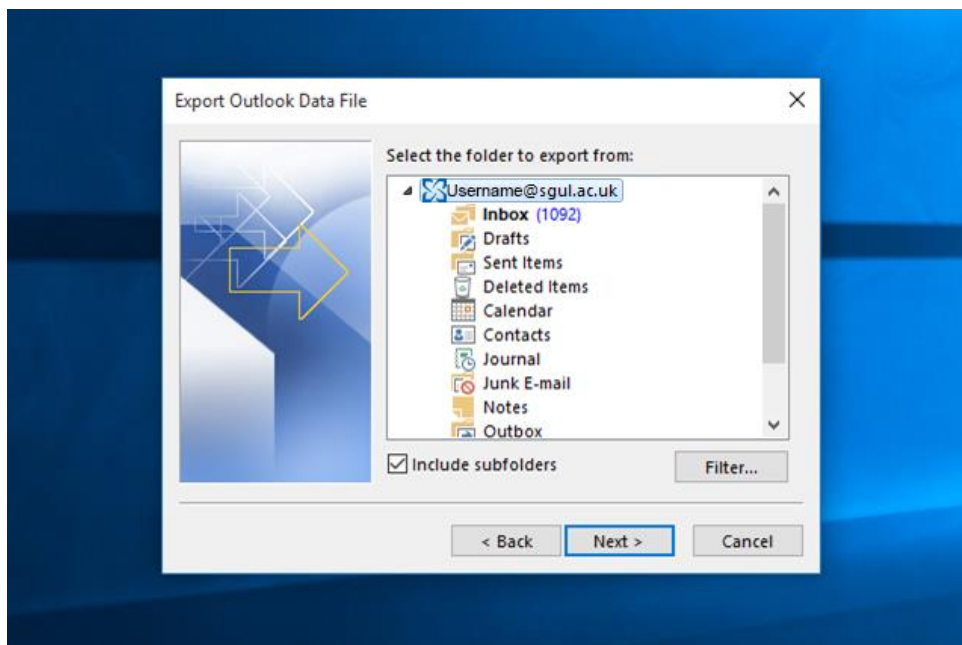 Export Outlook Data File
Select the folder to export from:
Username@sgul.ac.uk
Inbox (1092)
Drafts
Sent Items
Deleted Items
Calendar
Contacts
Journal
Junk E-mail
Notes
Outbox
Include subfolders
Filter...
< Back Next > Cancel